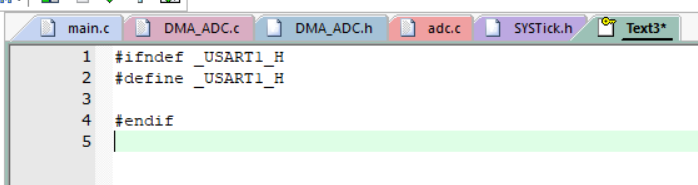 main.c DMA_ADC.c DMA_ADC.h adc.c SYSTick.h Text3*
1 #ifndef _USART1_H
2 #define _USART1_H
3
4 #endif
5